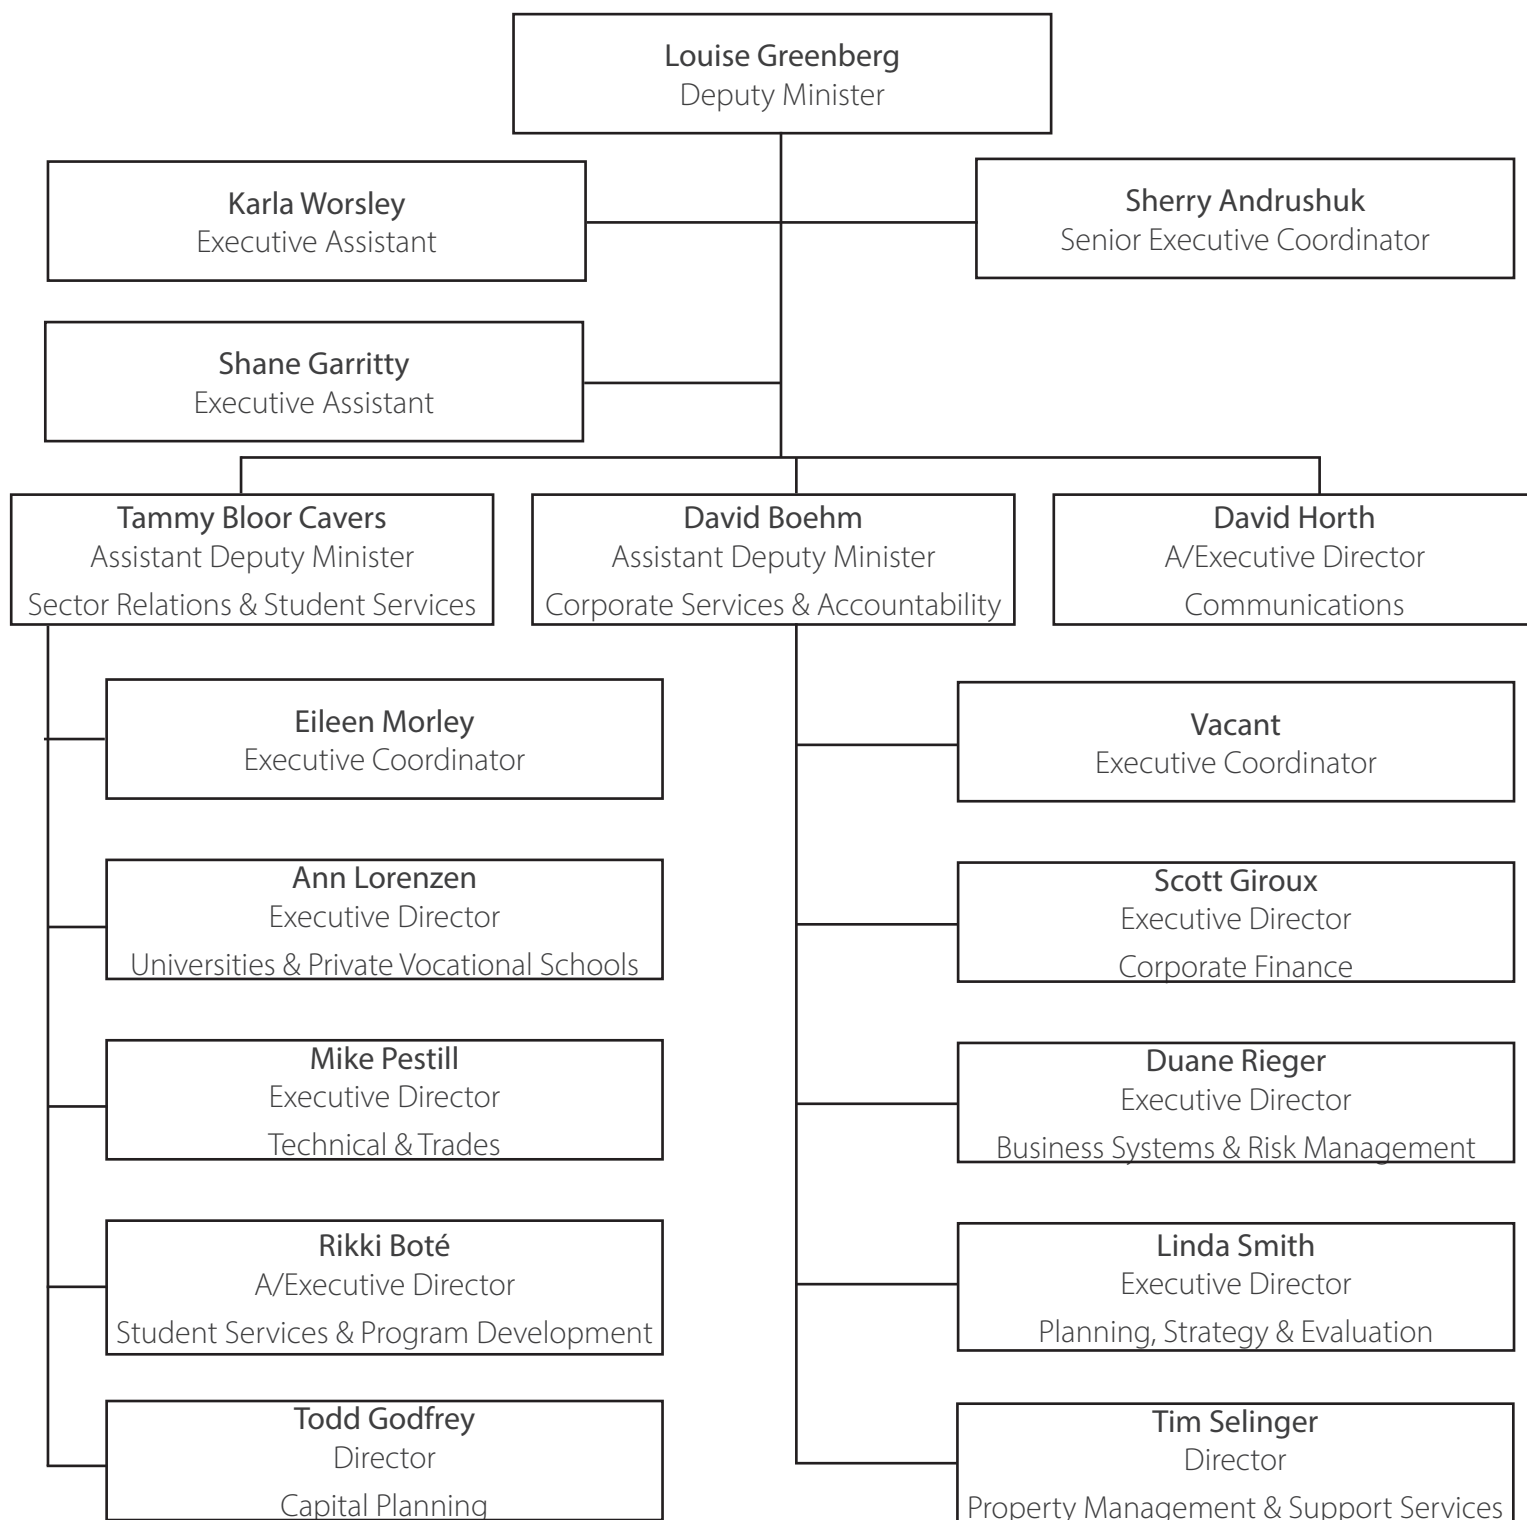 Louise Greenberg
Deputy Minister
Karla Worsley
Executive Assistant
Sherry Andrushuk
Senior Executive Coordinator
Shane Garritty
Executive Assistant
Tammy Bloor Cavers
Assistant Deputy Minister
Sector Relations & Student Services
David Boehm
Assistant Deputy Minister
Corporate Services & Accountability
David Horth
A/Executive Director
Communications
Eileen Morley
Executive Coordinator
Vacant
Executive Coordinator
Ann Lorenzen
Executive Director
Universities & Private Vocational Schools
Scott Giroux
Executive Director
Corporate Finance
Mike Pestill
Executive Director
Technical & Trades
Duane Rieger
Executive Director
Business Systems & Risk Management
Rikki Boté
A/Executive Director
Student Services & Program Development
Linda Smith
Executive Director
Planning, Strategy & Evaluation
Todd Godfrey
Director
Capital Planning
Tim Selinger
Director
Property Management & Support Services